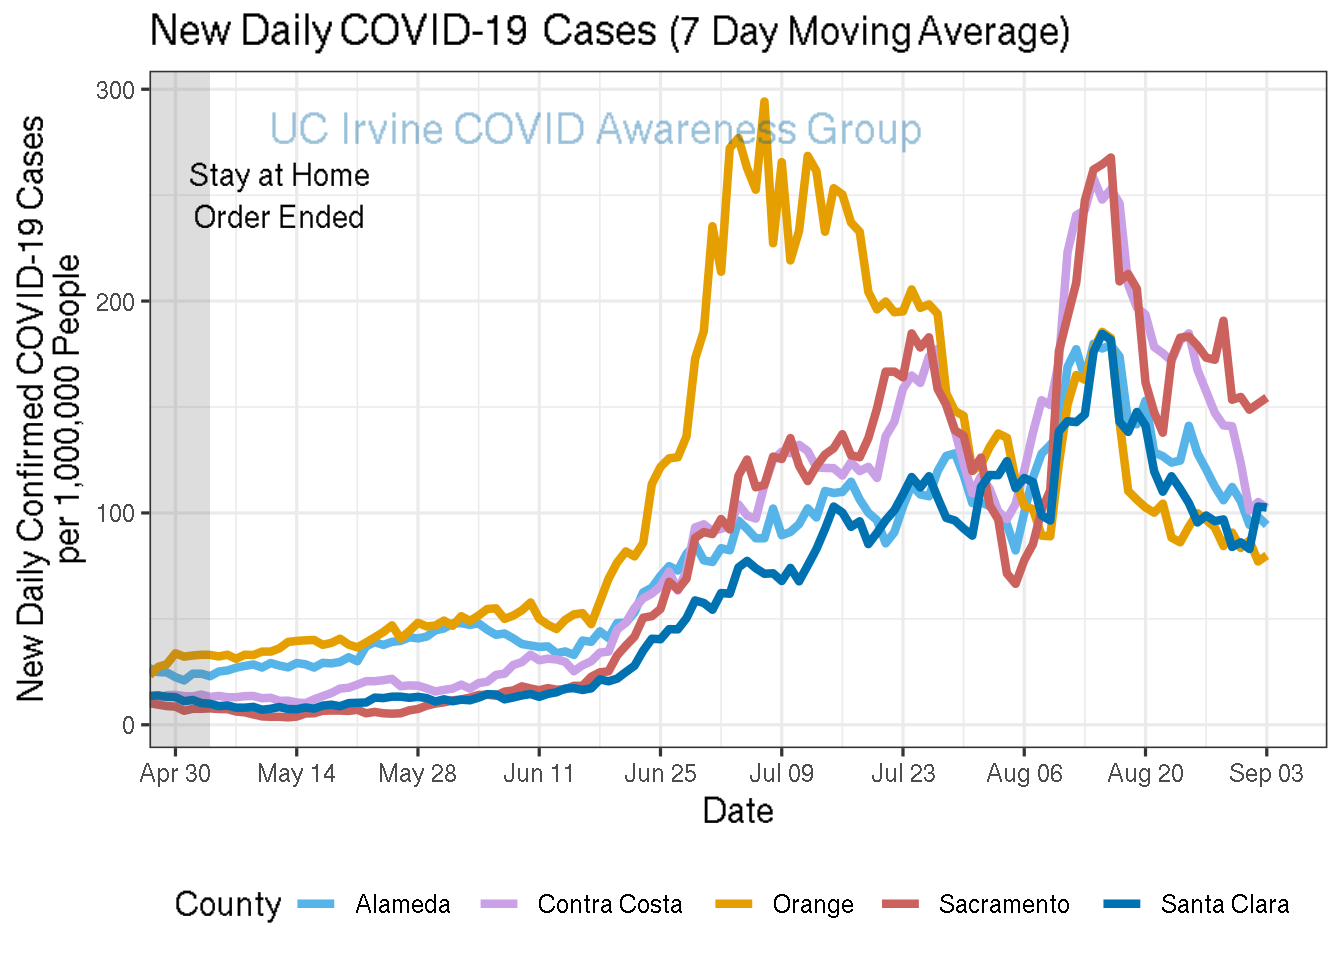 New Daily COVID-19 Cases (7 Day Moving Average)
UC Irvine COVID Awareness Group
Stay at Home
Order Ended
New Daily Confirmed COVID-19 Cases
per 1,000,000 People
300
200
100
0
Apr 30 May 14 May 28 Jun 11 Jun 25 Jul 09 Jul 23 Aug 06 Aug 20 Sep 03
Date
County Alameda Contra Costa Orange Sacramento Santa Clara